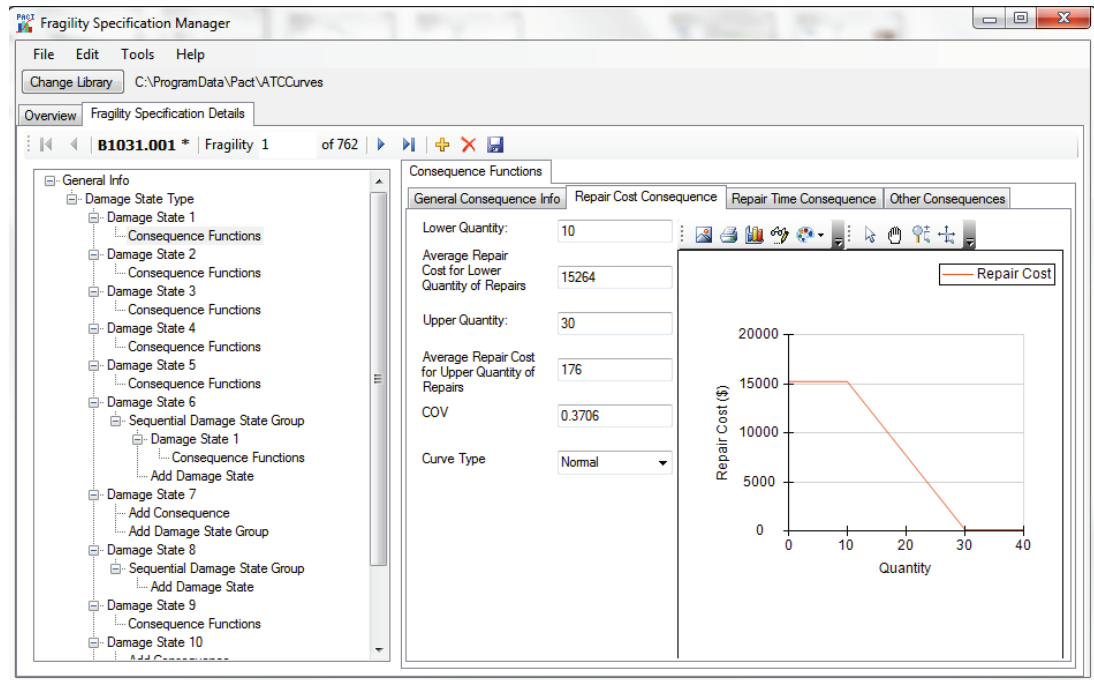 PACT Fragility Specification Manager
File Edit Tools Help
Change Library C:\ProgramData\Pact\ATCCurves
Overview Fragility Specification Details
B1031.001 * Fragility 1 of 762
General Info
Damage State Type
Damage State 1
Consequence Functions
Damage State 2
Consequence Functions
Damage State 3
Consequence Functions
Damage State 4
Consequence Functions
Damage State 5
Consequence Functions
Damage State 6
Sequential Damage State Group
Damage State 1
Consequence Functions
Add Damage State
Damage State 7
Add Consequence
Add Damage State Group
Damage State 8
Sequential Damage State Group
Add Damage State
Damage State 9
Consequence Functions
Damage State 10
Add Consequence
Consequence Functions
General Consequence Info Repair Cost Consequence Repair Time Consequence Other Consequences
Lower Quantity: 10
Average Repair
Cost for Lower
Quantity of Repairs
15264
Upper Quantity: 30
Average Repair Cost
for Upper Quantity of
Repairs
176
COV 0.3706
Curve Type Normal
Repair Cost
20000
15000
10000
5000
0
Repair Cost ($)
0 10 20 30 40
Quantity